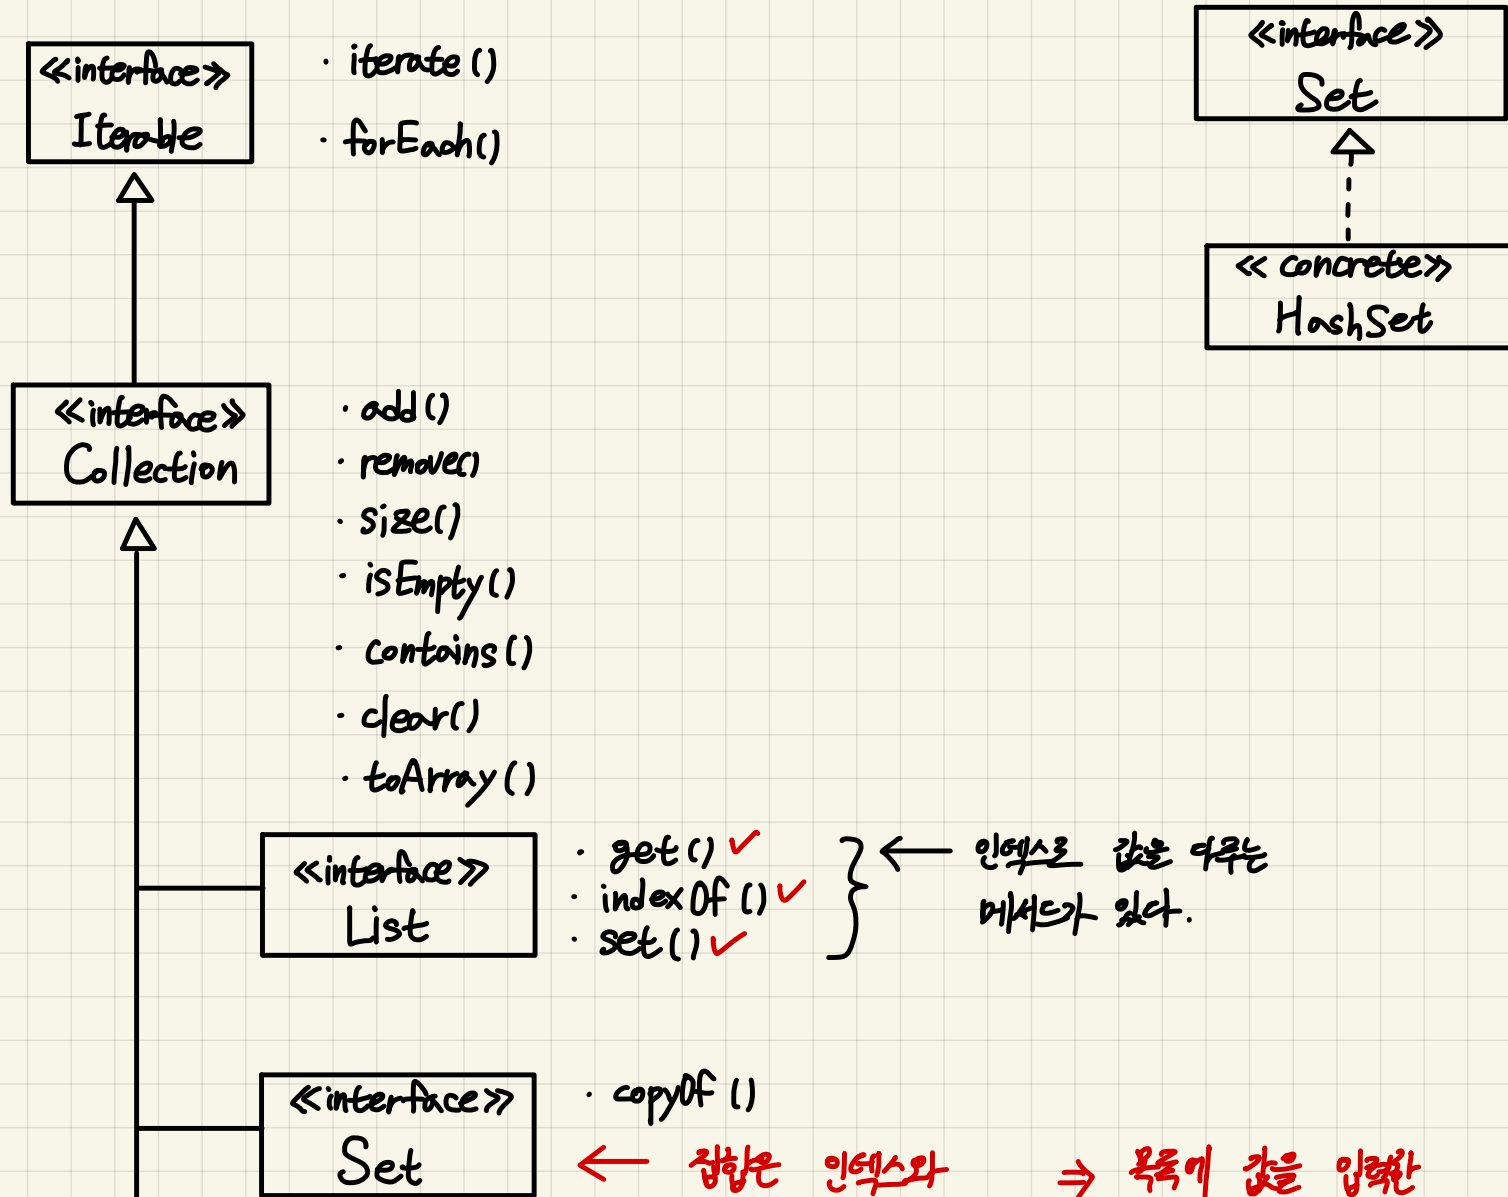 <<interface>>
Iterable
· iterate ()
· forEach()
<<interface>>
Set
<<concrete>>
HashSet
<<interface>>
Collection
· add ()
· remove()
· size()
· isEmpty ()
· contains ()
· clear()
· toArray ()
<<interface>>
List
· get () ✓
· indexOf () ✓
· set () ✓
← 인덱스로 값을 다루는
메서드가 있다.
<<interface>>
Set
· copyOf ()
← 집합은 인덱스와 ⇒ 목록에 값을 입력한